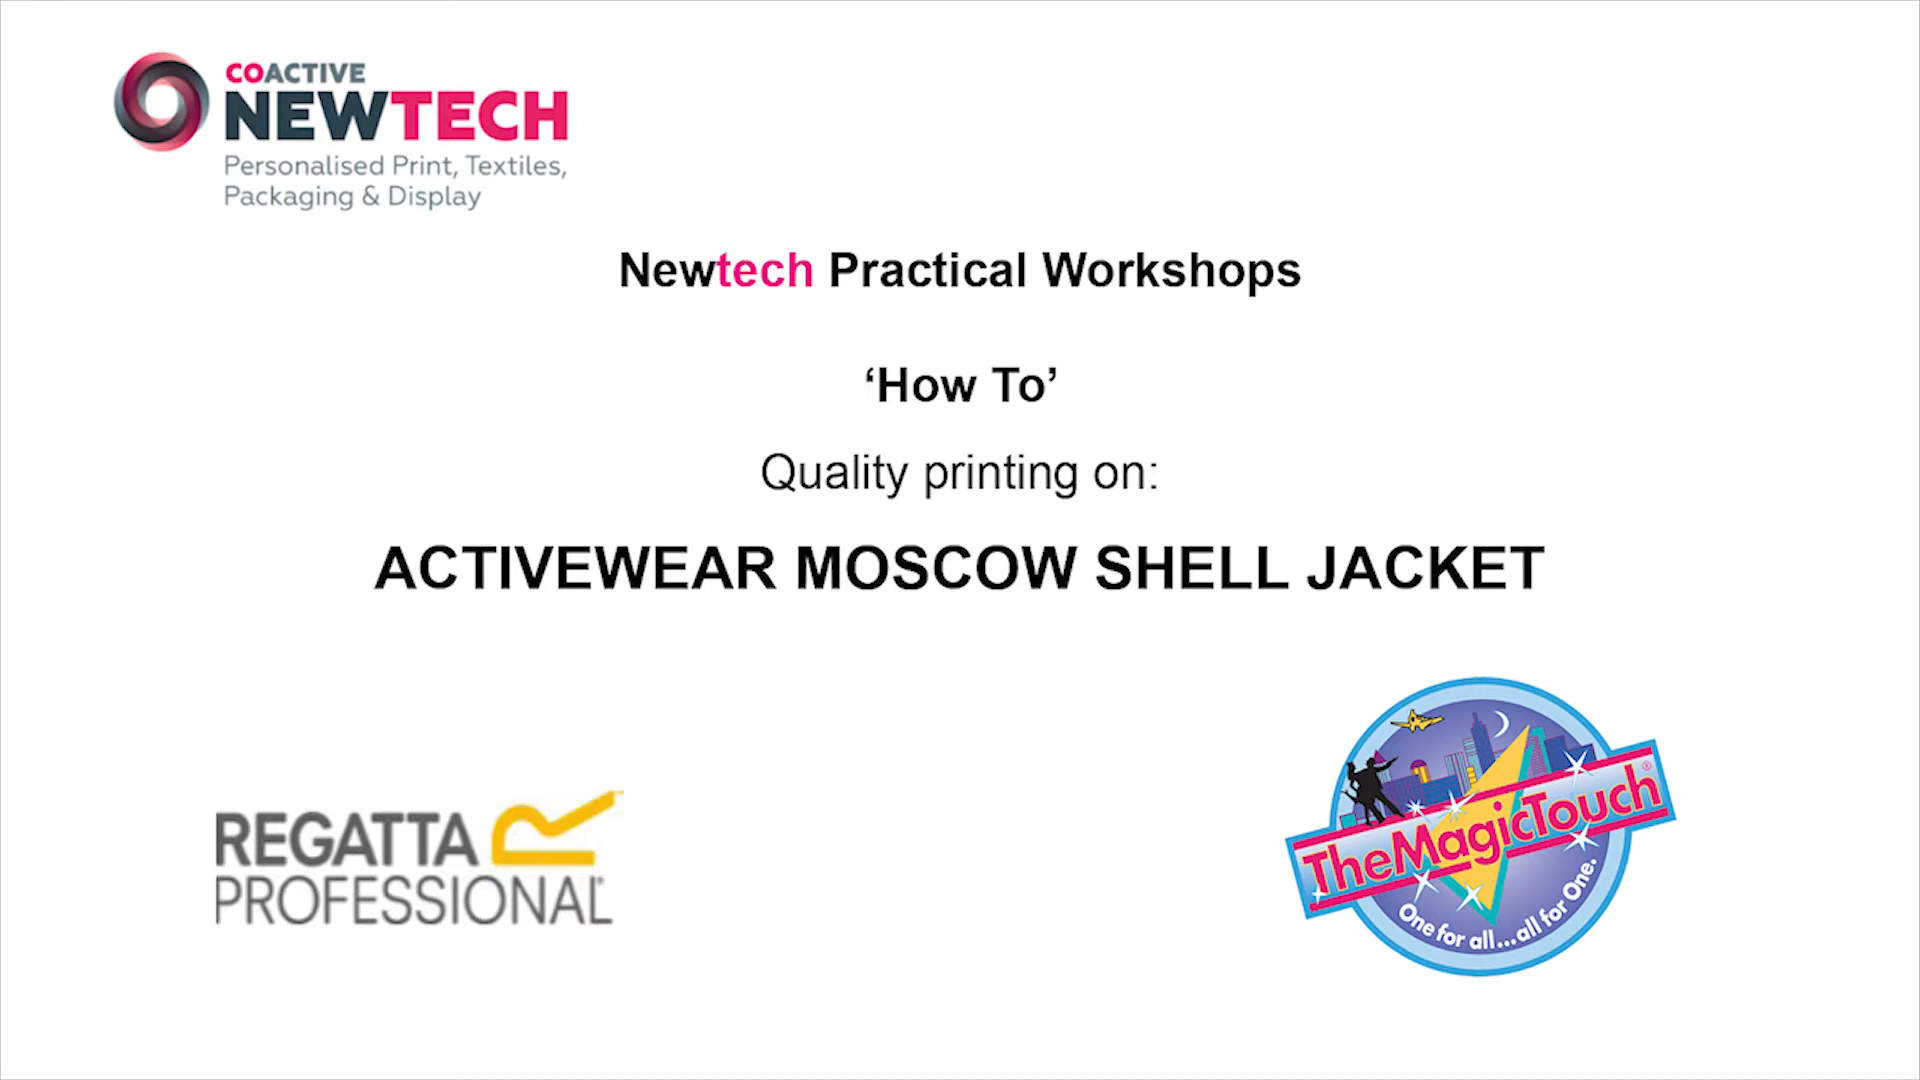 COACTIVE
NEWTECH
Personalised Print, Textiles,
Packaging & Display
Newtech Practical Workshops
‘How To’
Quality printing on:
ACTIVEWEAR MOSCOW SHELL JACKET
REGATTA
PROFESSIONAL
TheMagicTouch®
One for all...all for One.